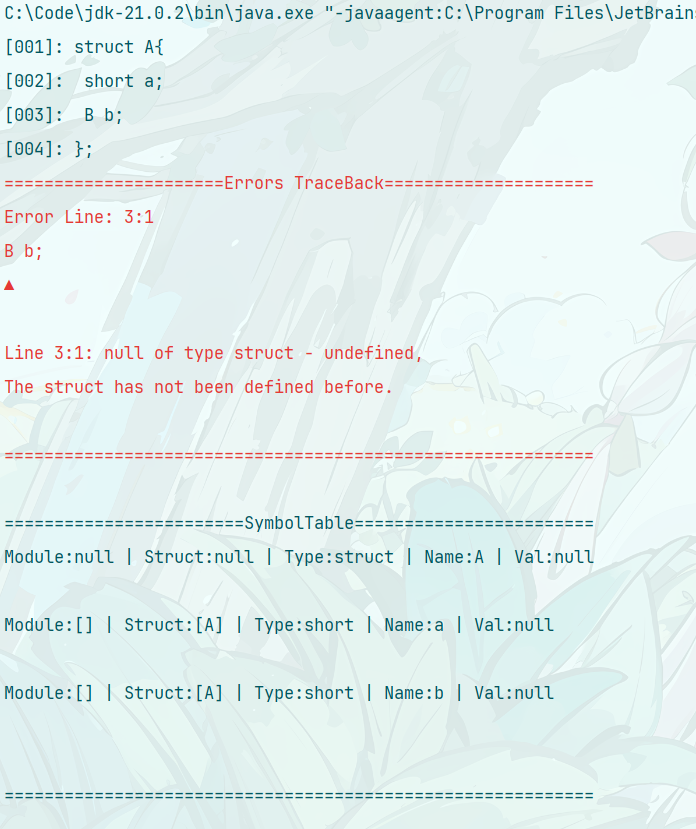 C:\Code\jdk-21.0.2\bin\java.exe "-javaagent:C:\Program Files\JetBrain
[001]: struct A{
[002]:  short a;
[003]:  B b;
[004]: };
======================Errors TraceBack=====================
Error Line: 3:1
B b;
▲
Line 3:1: null of type struct - undefined,
The struct has not been defined before.
===========================================================
========================SymbolTable========================
Module:null | Struct:null | Type:struct | Name:A | Val:null
Module:[] | Struct:[A] | Type:short | Name:a | Val:null
Module:[] | Struct:[A] | Type:short | Name:b | Val:null
===========================================================